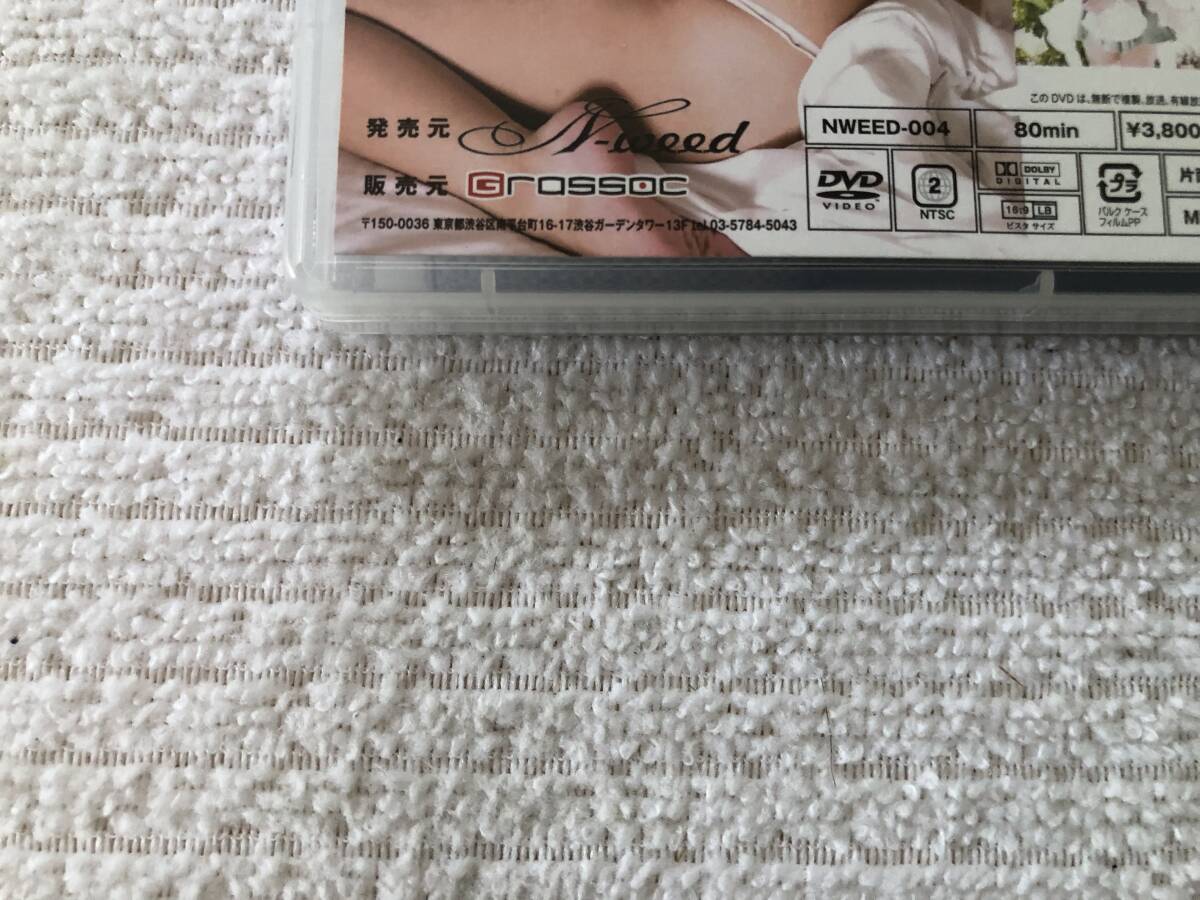 このDVDは、無断で複製、放送、有線放
発売元 N-weed
NWEED-004 80min ¥3,800
販売元 Grossoc
DVD VIDEO
2 NTSC
DOLBY DIGITAL
16:9 LB ビスタ サイズ
プラ パルク ケース フィルムPP
〒150-0036 東京都渋谷区南平台町16-17渋谷ガーデンタワー13F tel.03-5784-5043